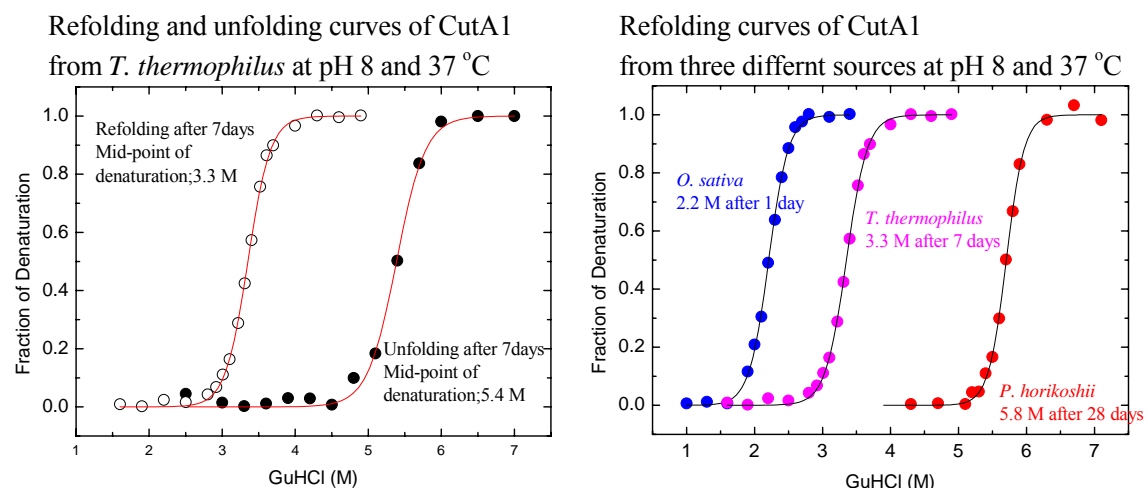 Refolding and unfolding curves of CutA1
from T. thermophilus at pH 8 and 37 °C
1.0
0.8
0.6
0.4
0.2
0.0
Fraction of Denaturation
Refolding after 7days
Mid-point of
denaturation;3.3 M
Unfolding after 7days
Mid-point of
denaturation;5.4 M
1 2 3 4 5 6 7
GuHCl (M)
Refolding curves of CutA1
from three differnt sources at pH 8 and 37 °C
1.0
0.8
0.6
0.4
0.2
0.0
Fraction of Denaturation
O. sativa
2.2 M after 1 day
T. thermophilus
3.3 M after 7 days
P. horikoshii
5.8 M after 28 days
1 2 3 4 5 6 7
GuHCl (M)